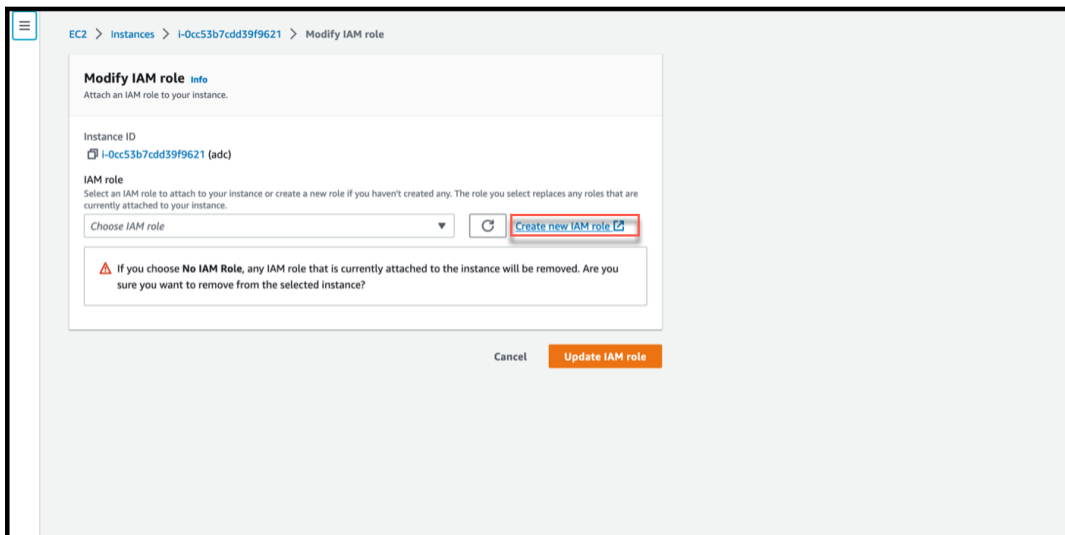 EC2 > Instances > i-0cc53b7cdd39f9621 > Modify IAM role
Modify IAM role Info
Attach an IAM role to your instance.
Instance ID
i-0cc53b7cdd39f9621 (adc)
IAM role
Select an IAM role to attach to your instance or create a new role if you haven't created any. The role you select replaces any roles that are
currently attached to your instance.
Choose IAM role
Create new IAM role
If you choose No IAM Role, any IAM role that is currently attached to the instance will be removed. Are you
sure you want to remove from the selected instance?
Cancel Update IAM role